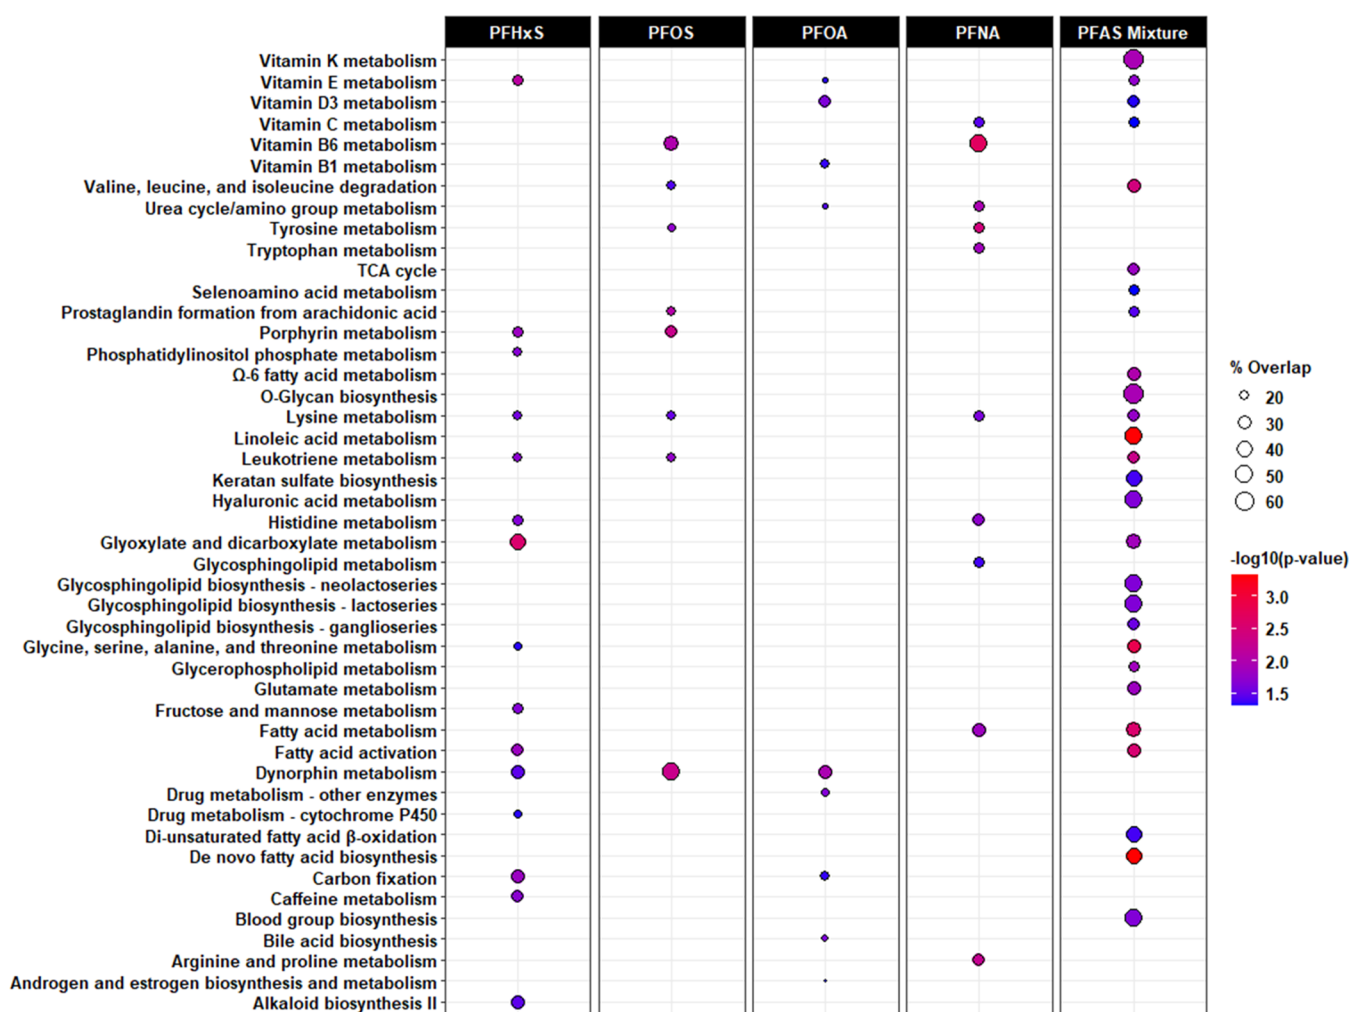 PFHxS PFOS PFOA PFNA PFAS Mixture
Vitamin K metabolism
Vitamin E metabolism
Vitamin D3 metabolism
Vitamin C metabolism
Vitamin B6 metabolism
Vitamin B1 metabolism
Valine, leucine, and isoleucine degradation
Urea cycle/amino group metabolism
Tyrosine metabolism
Tryptophan metabolism
TCA cycle
Selenoamino acid metabolism
Prostaglandin formation from arachidonic acid
Porphyrin metabolism
Phosphatidylinositol phosphate metabolism
Ω-6 fatty acid metabolism
O-Glycan biosynthesis
Lysine metabolism
Linoleic acid metabolism
Leukotriene metabolism
Keratan sulfate biosynthesis
Hyaluronic acid metabolism
Histidine metabolism
Glyoxylate and dicarboxylate metabolism
Glycosphingolipid metabolism
Glycosphingolipid biosynthesis - neolactoseries
Glycosphingolipid biosynthesis - lactoseries
Glycosphingolipid biosynthesis - ganglioseries
Glycine, serine, alanine, and threonine metabolism
Glycerophospholipid metabolism
Glutamate metabolism
Fructose and mannose metabolism
Fatty acid metabolism
Fatty acid activation
Dynorphin metabolism
Drug metabolism - other enzymes
Drug metabolism - cytochrome P450
Di-unsaturated fatty acid β-oxidation
De novo fatty acid biosynthesis
Carbon fixation
Caffeine metabolism
Blood group biosynthesis
Bile acid biosynthesis
Arginine and proline metabolism
Androgen and estrogen biosynthesis and metabolism
Alkaloid biosynthesis II
% Overlap
20
30
40
50
60
-log10(p-value)
3.0
2.5
2.0
1.5